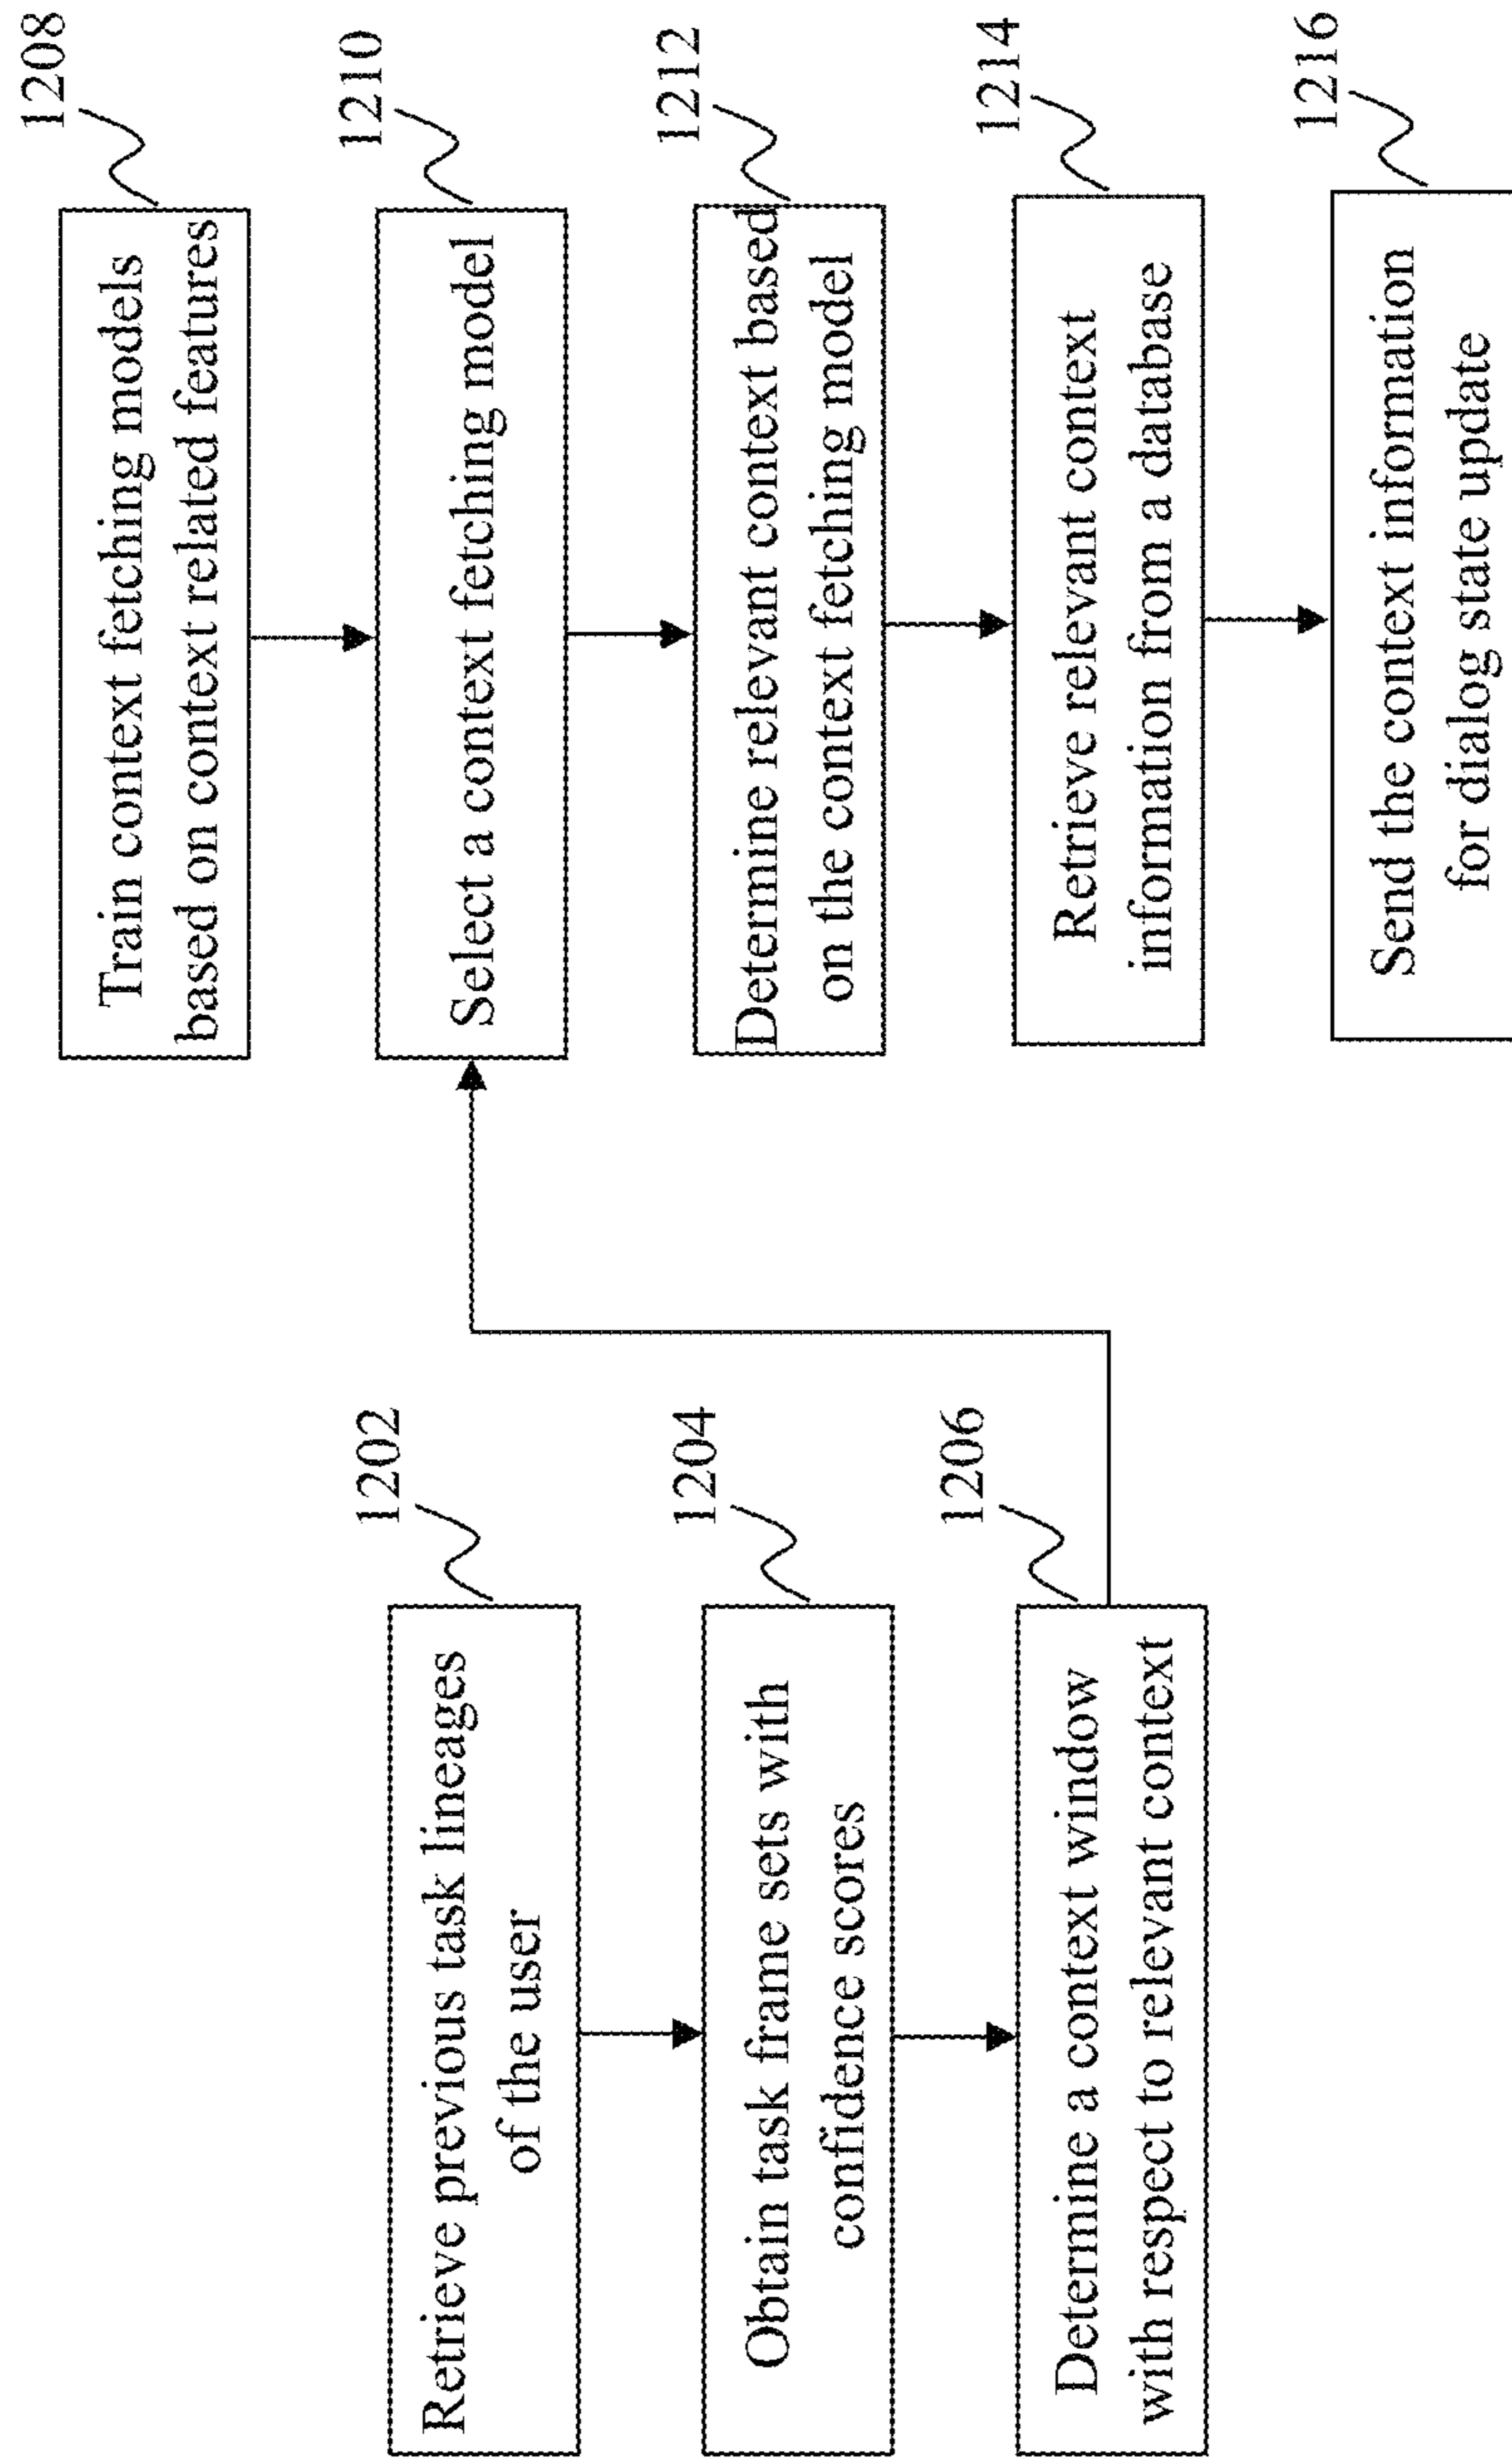 1202
Retrieve previous task lineages
of the user
1204
Obtain task frame sets with
confidence scores
1206
Determine a context window
with respect to relevant context
1208
Train context fetching models
based on context related features
1210
Select a context fetching model
1212
Determine relevant context based
on the context fetching model
1214
Retrieve relevant context
information from a database
1216
Send the context information
for dialog state update